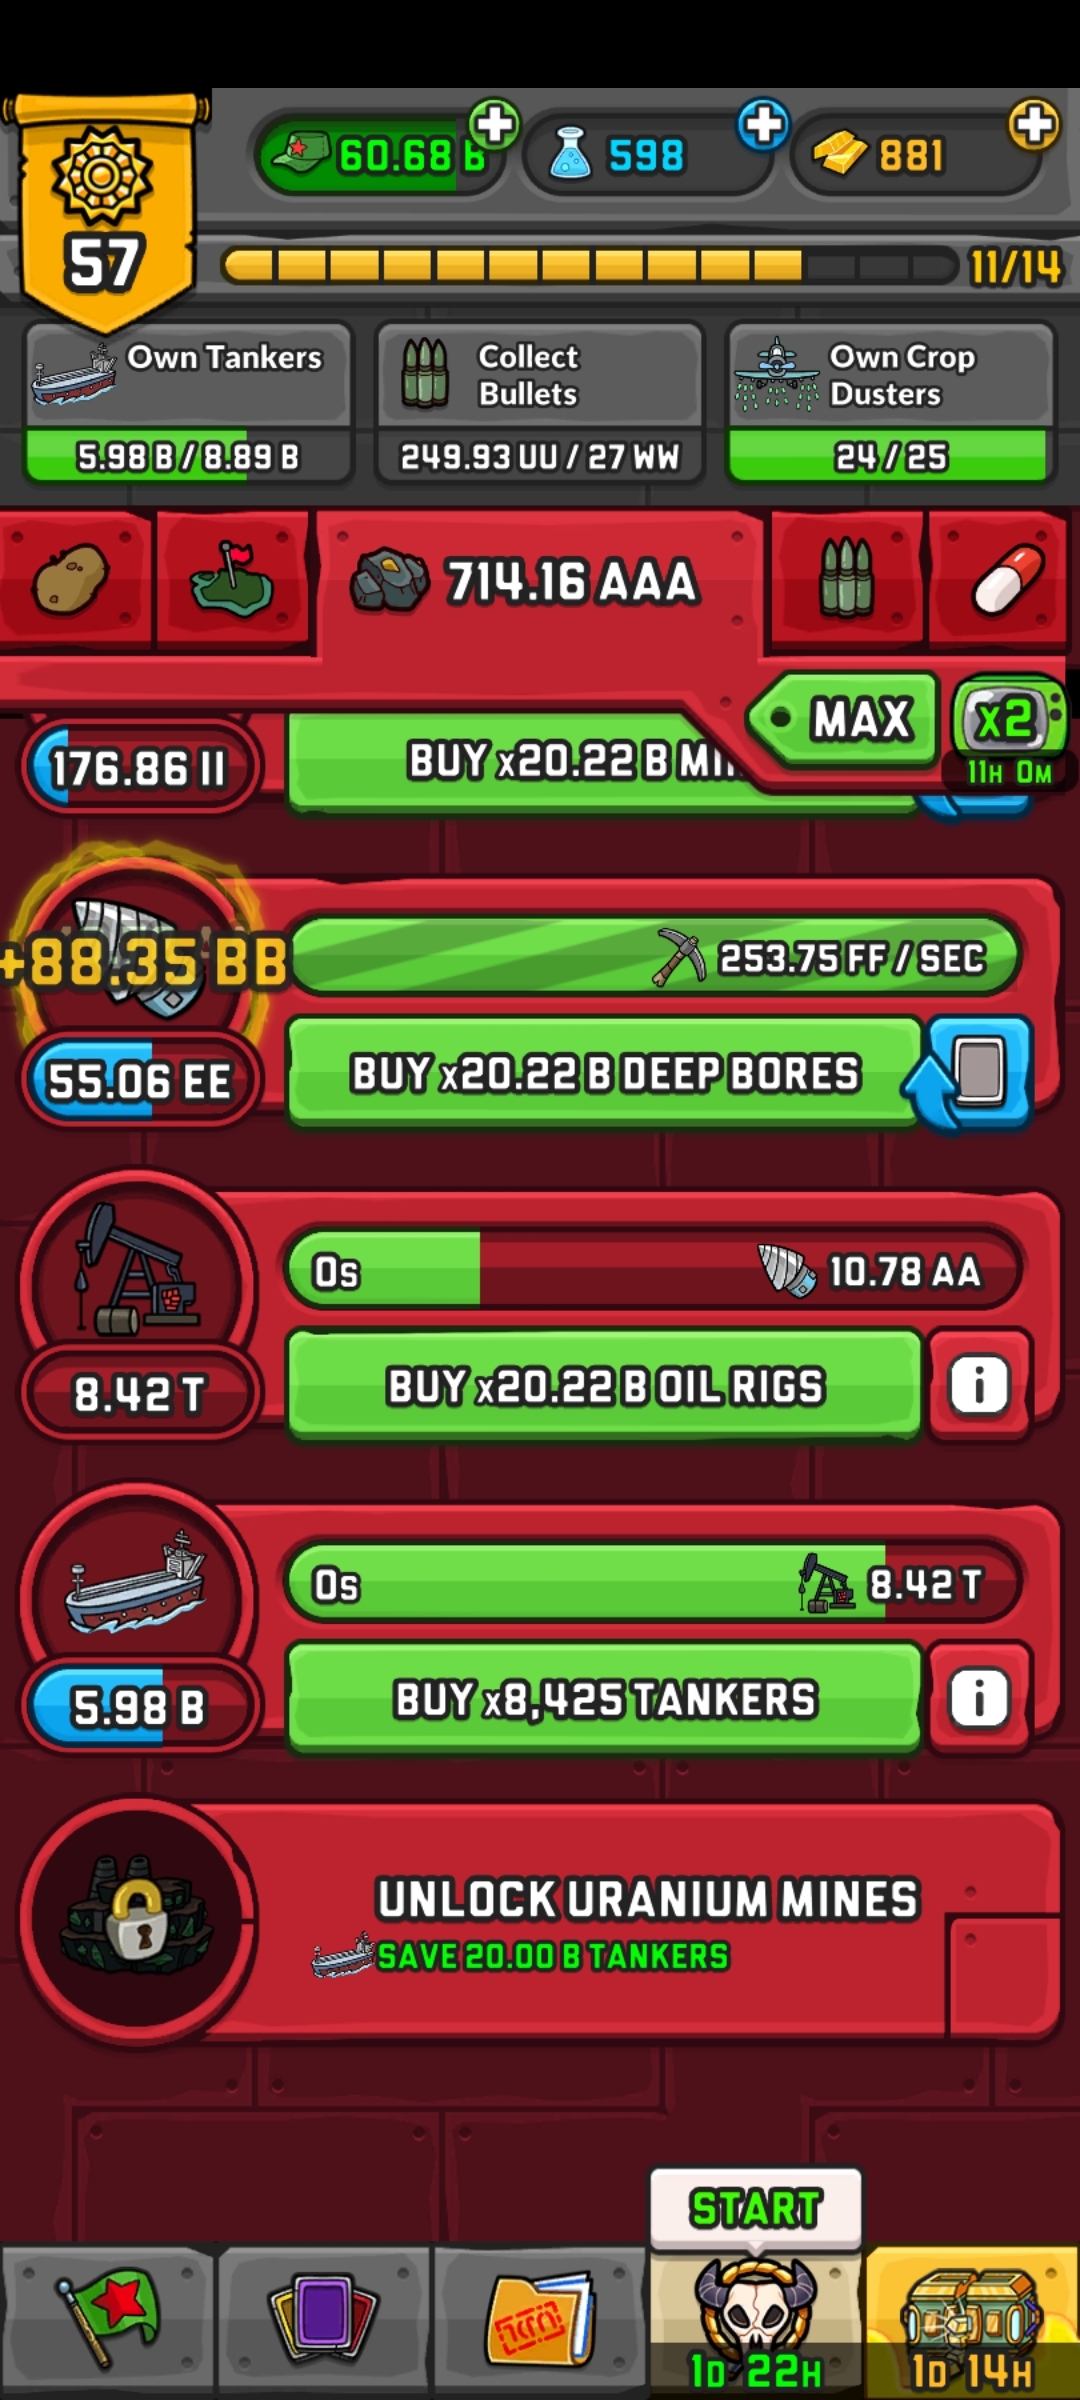 60.68 B
598
881
57
11/14
Own Tankers
5.98 B / 8.89 B
Collect
Bullets
249.93 UU / 27 WW
Own Crop
Dusters
24 / 25
714.16 AAA
MAX
x2
11H 0M
176.86 II
BUY x20.22 B
+88.35 BB
253.75 FF / SEC
55.06 EE
BUY x20.22 B DEEP BORES
0s
10.78 AA
8.42 T
BUY x20.22 B OIL RIGS
i
0s
8.42 T
5.98 B
BUY x8,425 TANKERS
i
UNLOCK URANIUM MINES
SAVE 20.00 B TANKERS
START
1D 22H
1D 14H